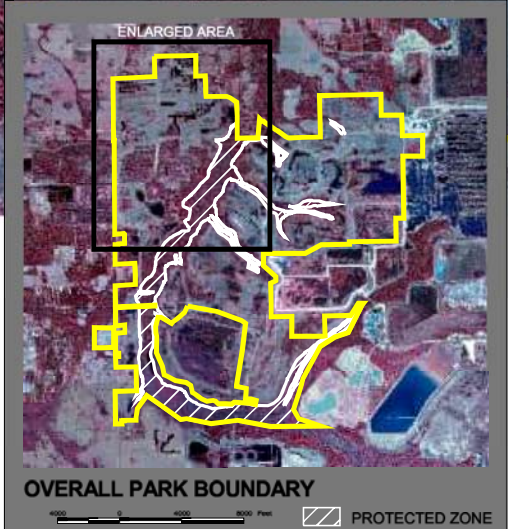 ENLARGED AREA
OVERALL PARK BOUNDARY
4000 0 4000 8000 Feet
PROTECTED ZONE